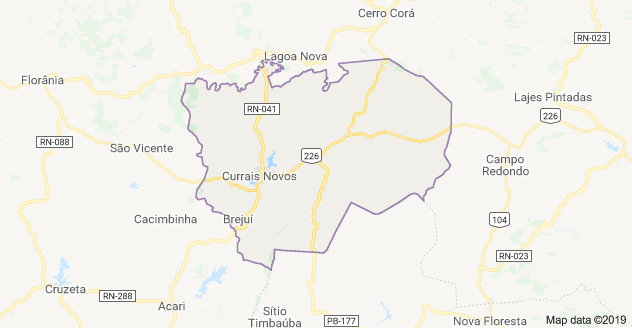 Cerro Corá
RN-023
Lagoa Nova
Florânia
Lajes Pintadas
RN-041
226
RN-088
São Vicente
226
Campo
Redondo
Currais Novos
Cacimbinha
Brejuí
104
RN-023
Cruzeta
RN-288
Acari
Sítio
Timbaúba
PB-177
Nova Floresta
Map data ©2019